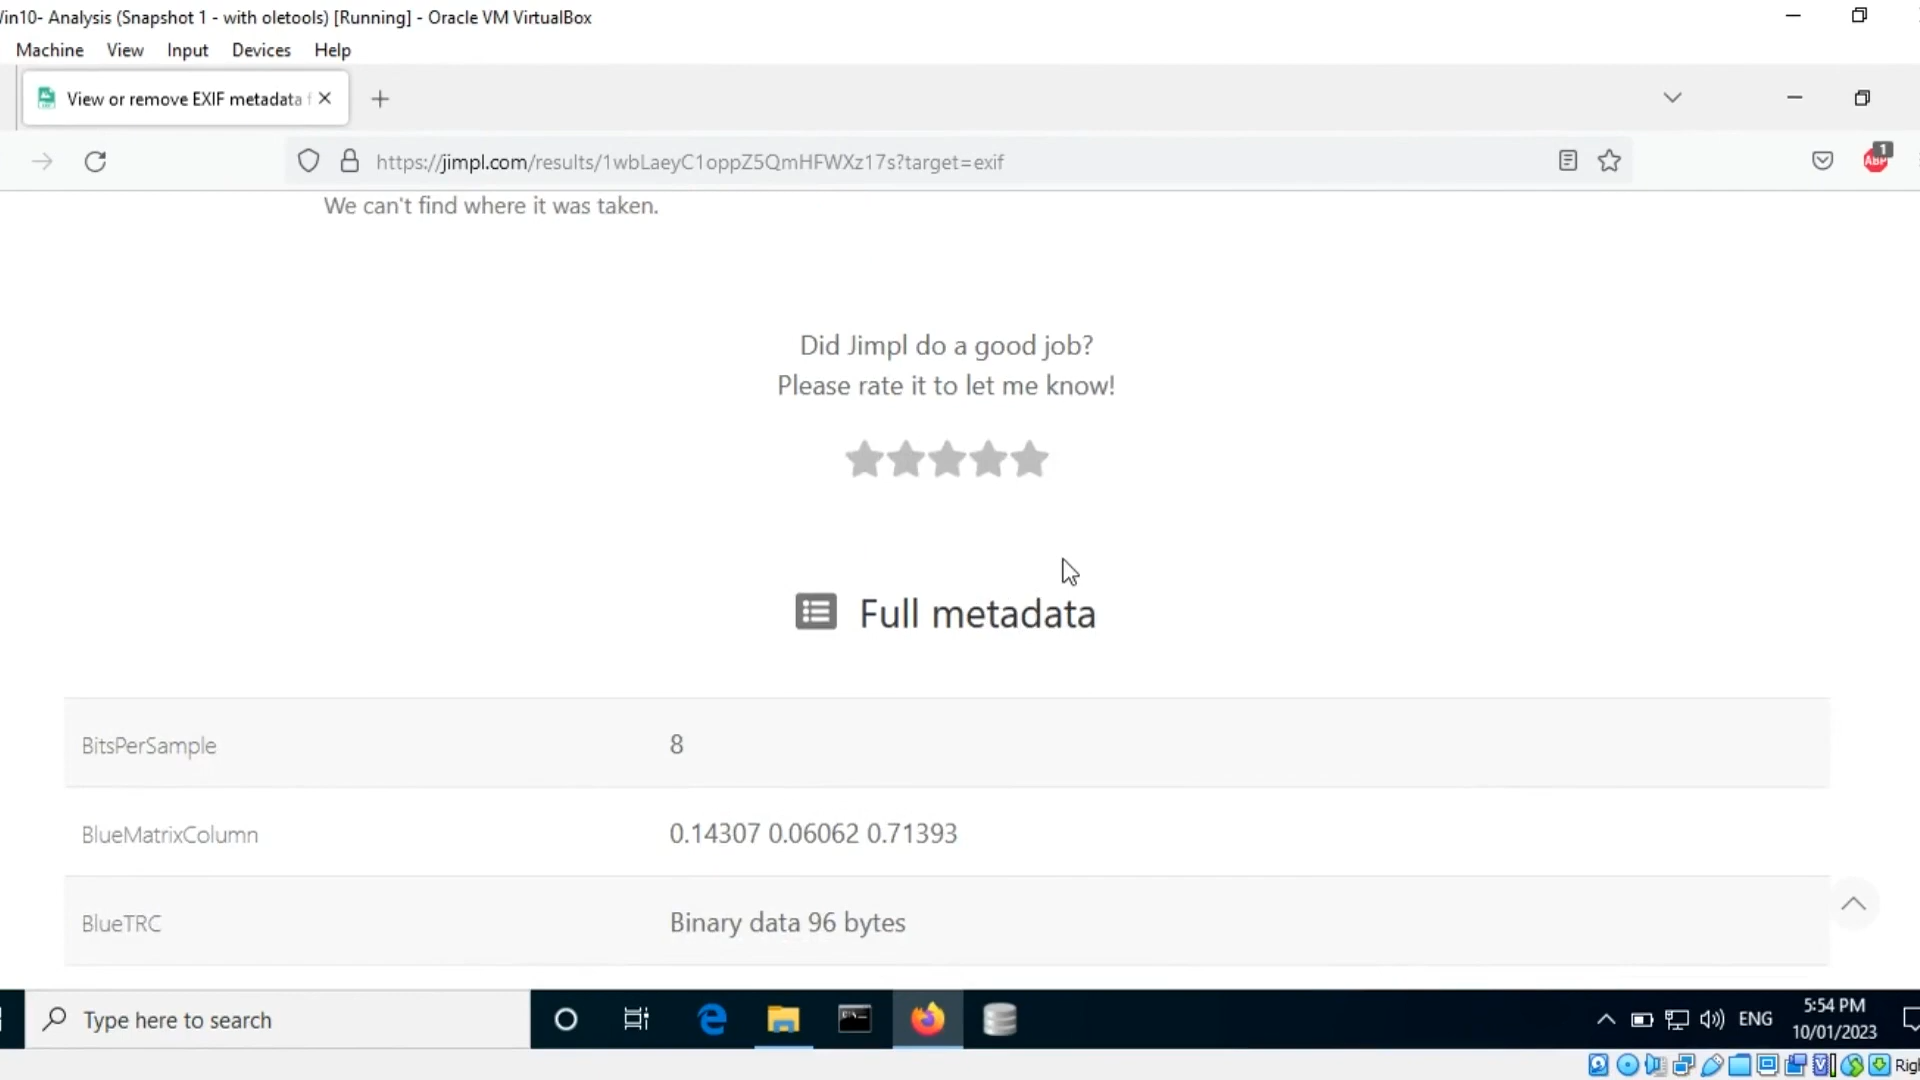 in10- Analysis (Snapshot 1 - with oletools) [Running] - Oracle VM VirtualBox
Machine View Input Devices Help
View or remove EXIF metadata
https://jimpl.com/results/1wbLaeyC1oppZ5QmHFWXz17s?target=exif
1
ABP
We can't find where it was taken.
Did Jimpl do a good job?
Please rate it to let me know!
Full metadata
BitsPerSample 8
BlueMatrixColumn 0.14307 0.06062 0.71393
BlueTRC Binary data 96 bytes
Type here to search
ENG
5:54 PM
10/01/2023
Rig